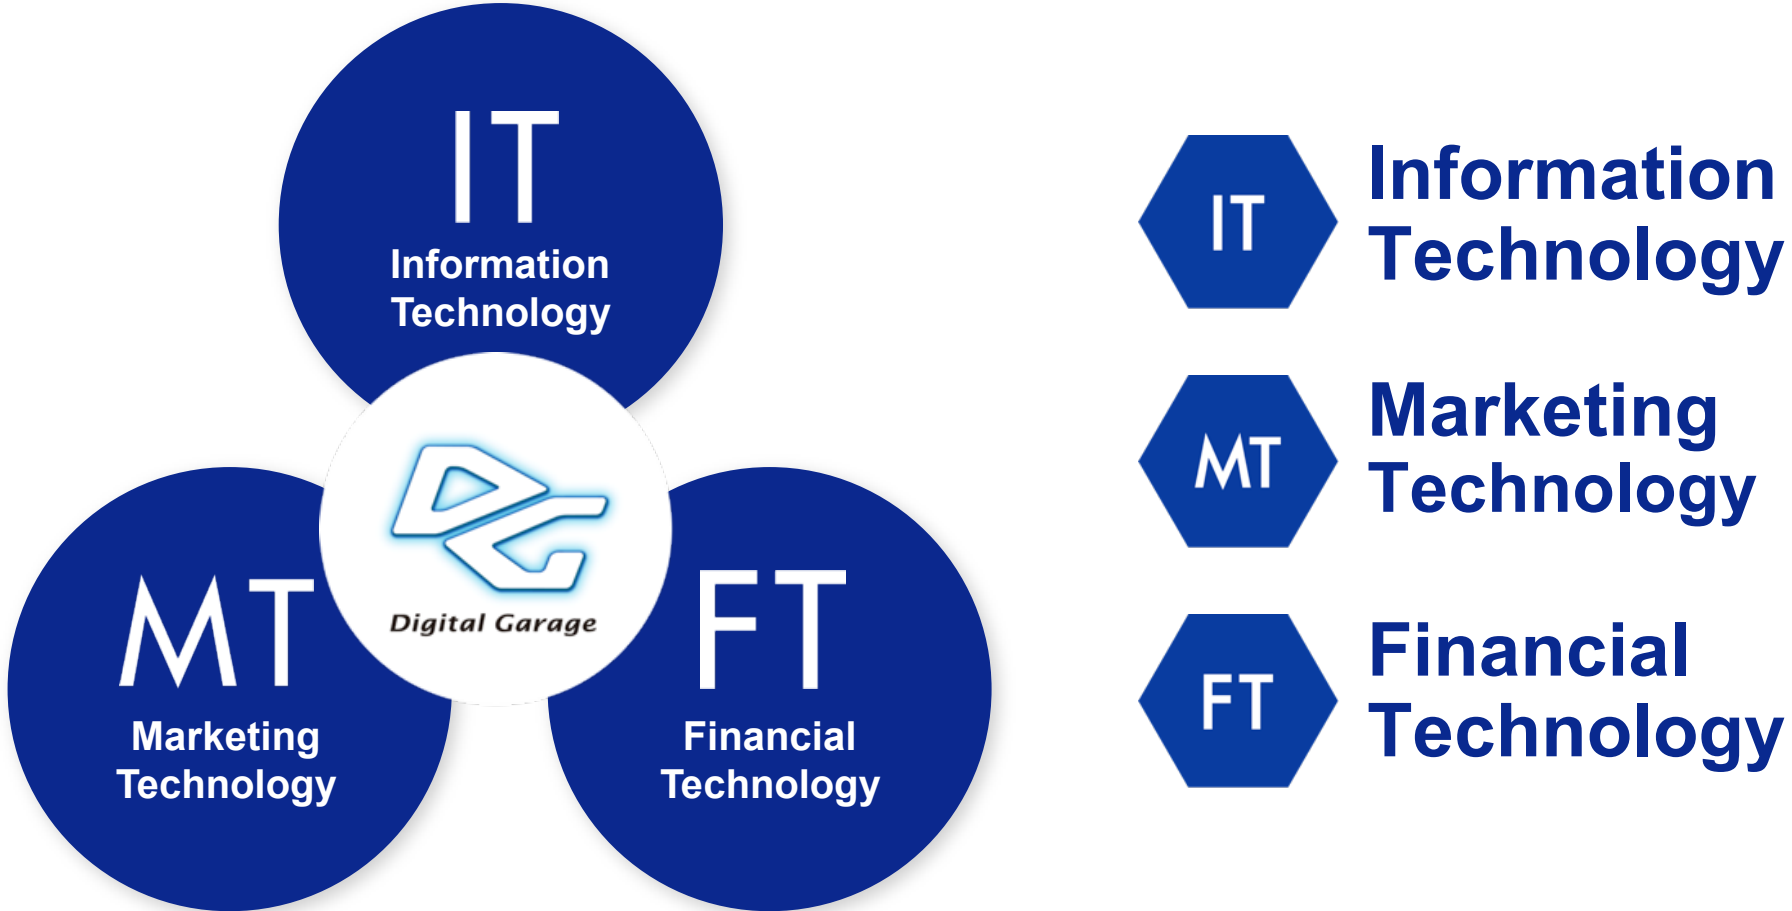 IT
Information
Technology
DG
Digital Garage
MT
Marketing
Technology
FT
Financial
Technology
IT
Information
Technology
MT
Marketing
Technology
FT
Financial
Technology